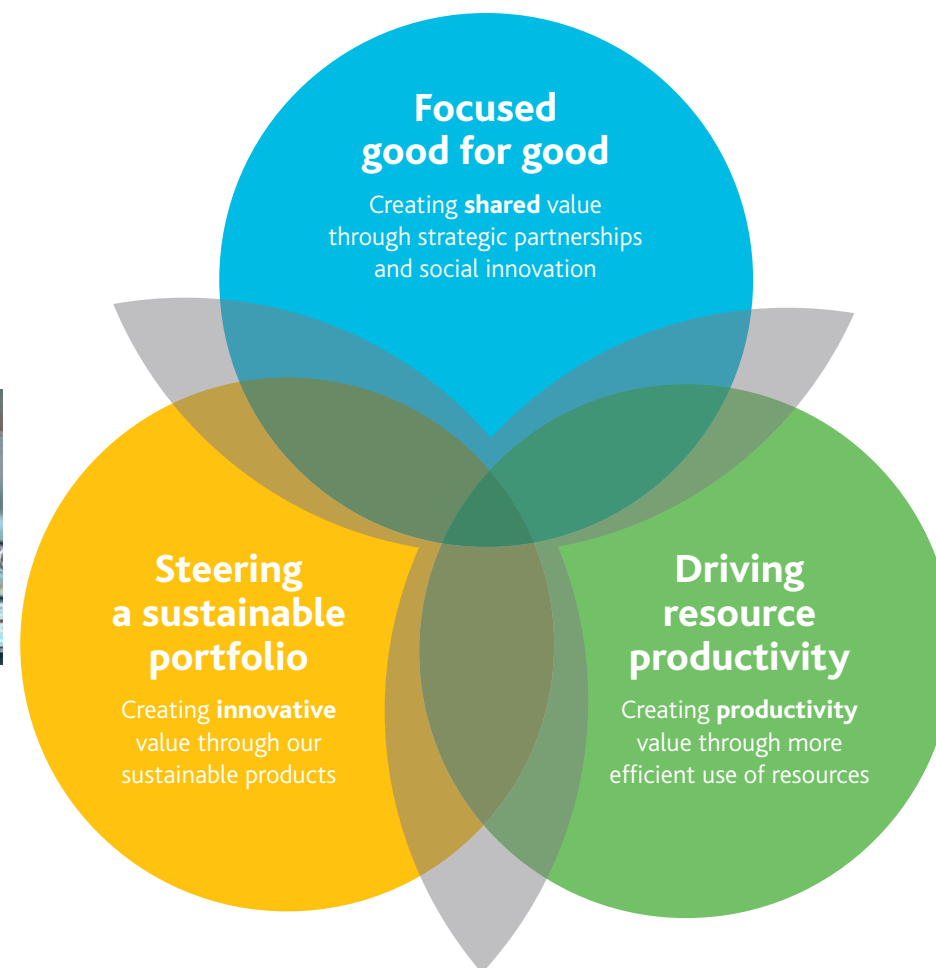 Focused
good for good
Creating shared value
through strategic partnerships
and social innovation
Steering
a sustainable
portfolio
Creating innovative
value through our
sustainable products
Driving
resource
productivity
Creating productivity
value through more
efficient use of resources